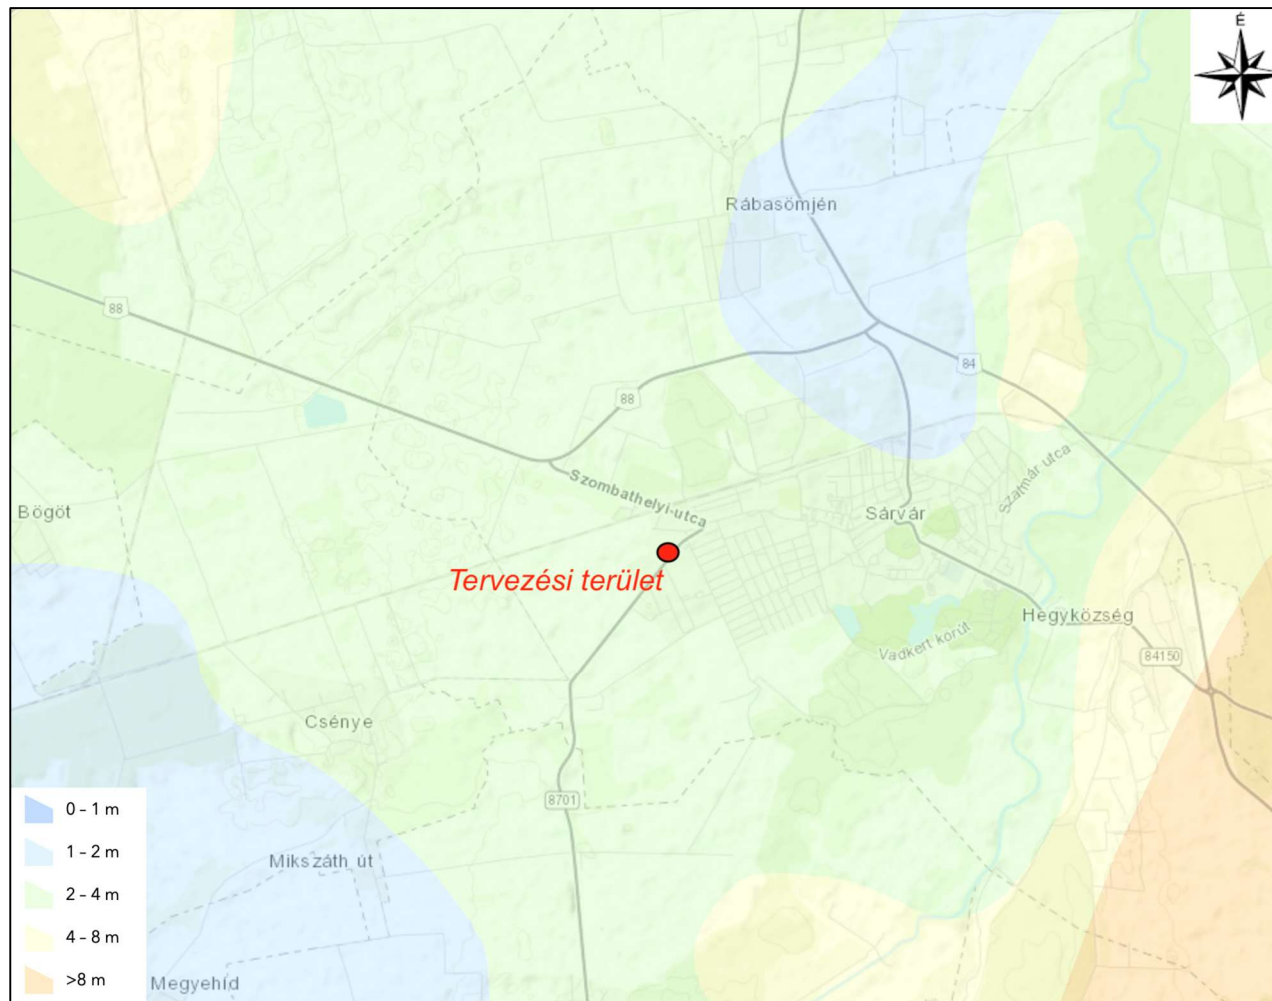 É
Rábasömjén
88
84
88
Szatmár utca
Szombathelyi-utca
Bögöt
Sárvár
Tervezési terület
Hegyközség
Vadkert körút
84150
Csénye
8701
0 – 1 m
1 – 2 m
Mikszáth út
2 – 4 m
4 – 8 m
>8 m
Megyehíd